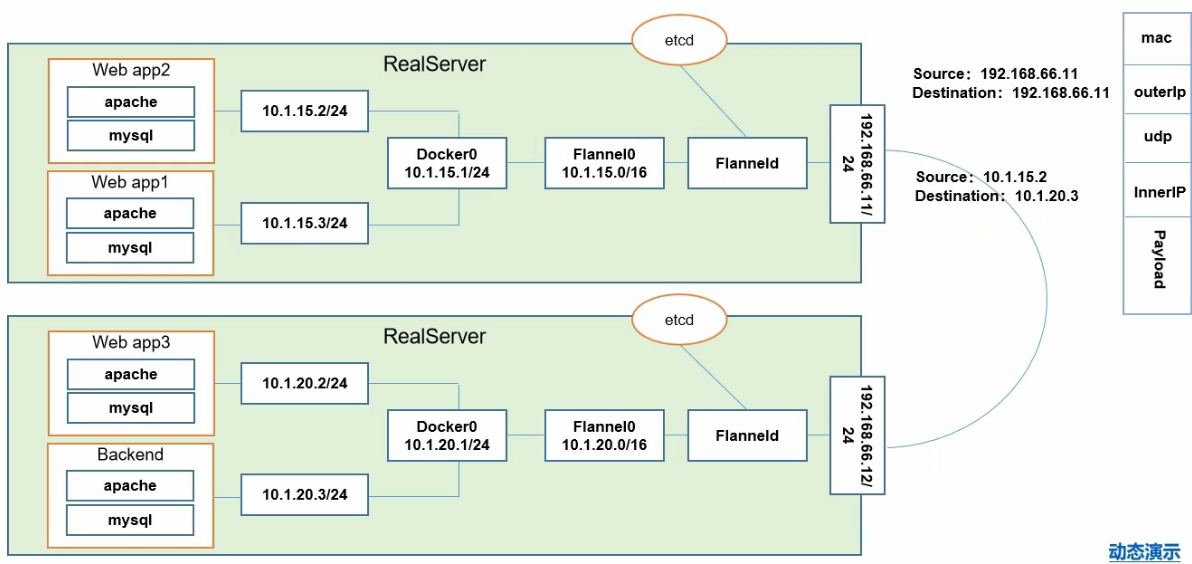 etcd
RealServer
Web app2
apache
mysql
10.1.15.2/24
Docker0
10.1.15.1/24
Flannel0
10.1.15.0/16
Flanneld
192.168.66.11/
24
Web app1
apache
mysql
10.1.15.3/24
Source：192.168.66.11
Destination：192.168.66.11
Source：10.1.15.2
Destination：10.1.20.3
mac
outerIp
udp
InnerIP
Payload
etcd
RealServer
Web app3
apache
mysql
10.1.20.2/24
Docker0
10.1.20.1/24
Flannel0
10.1.20.0/16
Flanneld
192.168.66.12/
24
Backend
apache
mysql
10.1.20.3/24
动态演示